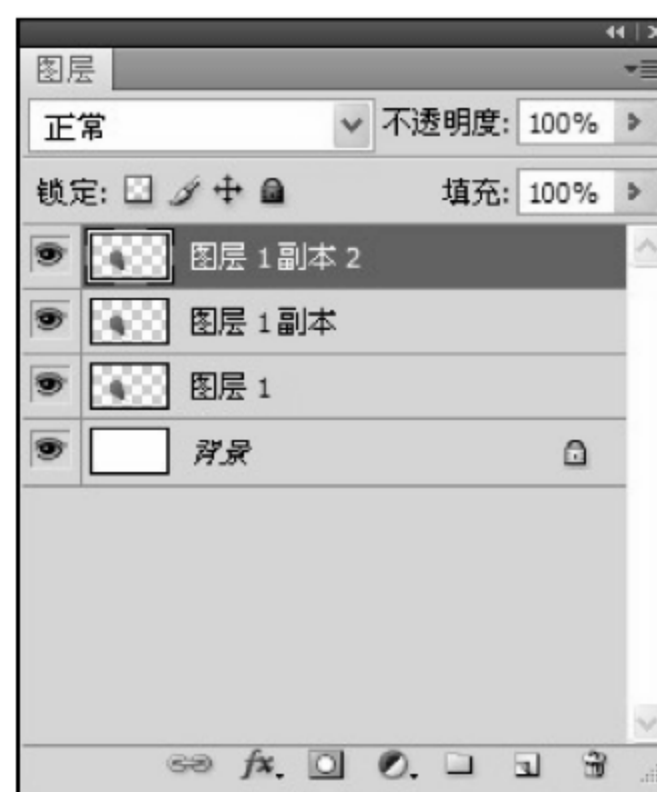 图层
正常 不透明度: 100%
锁定: 填充: 100%
图层 1副本 2
图层 1副本
图层 1
背景
fx.